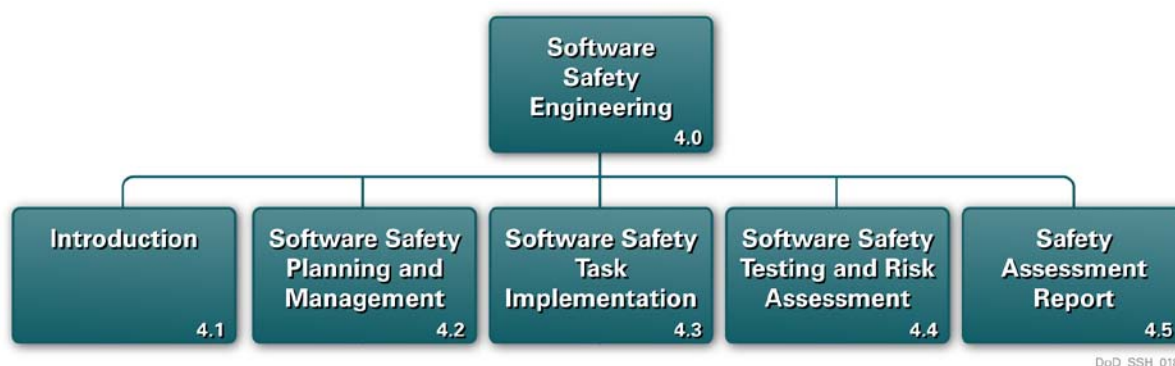 Software
Safety
Engineering
4.0
Introduction
4.1
Software Safety
Planning and
Management
4.2
Software Safety
Task
Implementation
4.3
Software Safety
Testing and Risk
Assessment
4.4
Safety
Assessment
Report
4.5
DoD_SSH_018